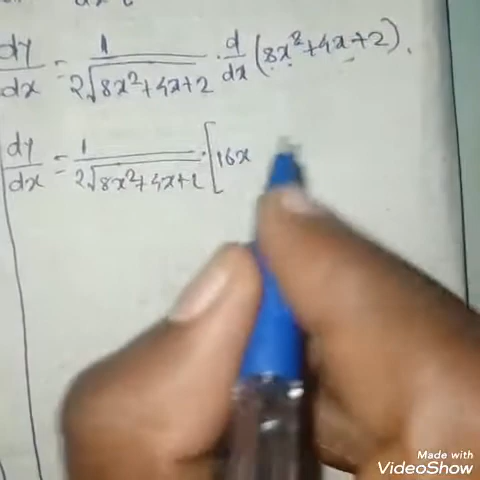 dy/dx = 1/(2√(8x²+4x+2)) · d/dx (8x²+4x+2).
dy/dx = 1/(2√(8x²+4x+2)) · [16x
Made with
VideoShow